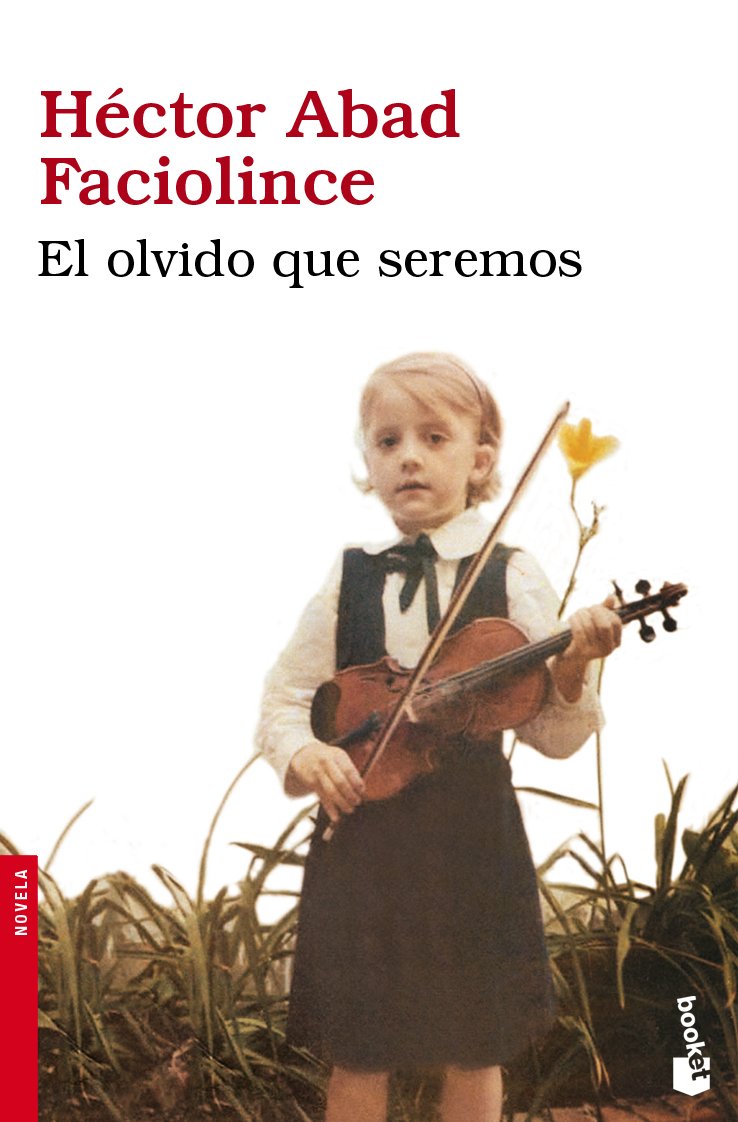 Héctor Abad
Faciolince
El olvido que seremos
NOVELA
booket